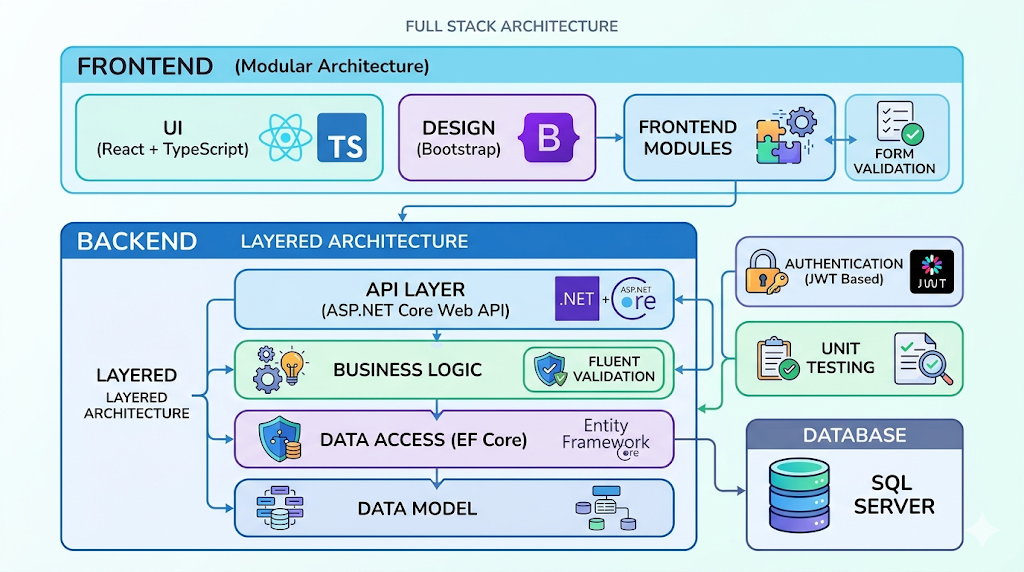 FULL STACK ARCHITECTURE
FRONTEND (Modular Architecture)
UI
(React + TypeScript)
TS
DESIGN
(Bootstrap)
B
FRONTEND
MODULES
FORM
VALIDATION
BACKEND LAYERED ARCHITECTURE
LAYERED
LAYERED
ARCHITECTURE
API LAYER
(ASP.NET Core Web API)
.NET
+
ASP.NET
Core
BUSINESS LOGIC
FLUENT
VALIDATION
DATA ACCESS (EF Core)
Entity
Framework
Core
DATA MODEL
AUTHENTICATION
(JWT Based)
JWT
UNIT
TESTING
DATABASE
SQL
SERVER